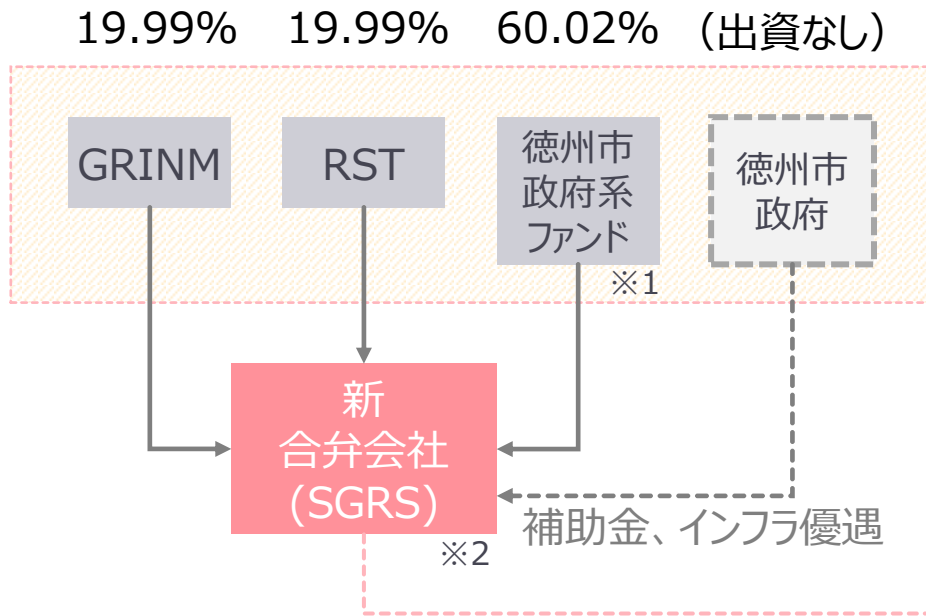 19.99% 19.99% 60.02% (出資なし)
GRINM
RST
徳州市
政府系
ファンド
徳州市
政府
※1
新
合弁会社
(SGRS)
※2
補助金、インフラ優遇